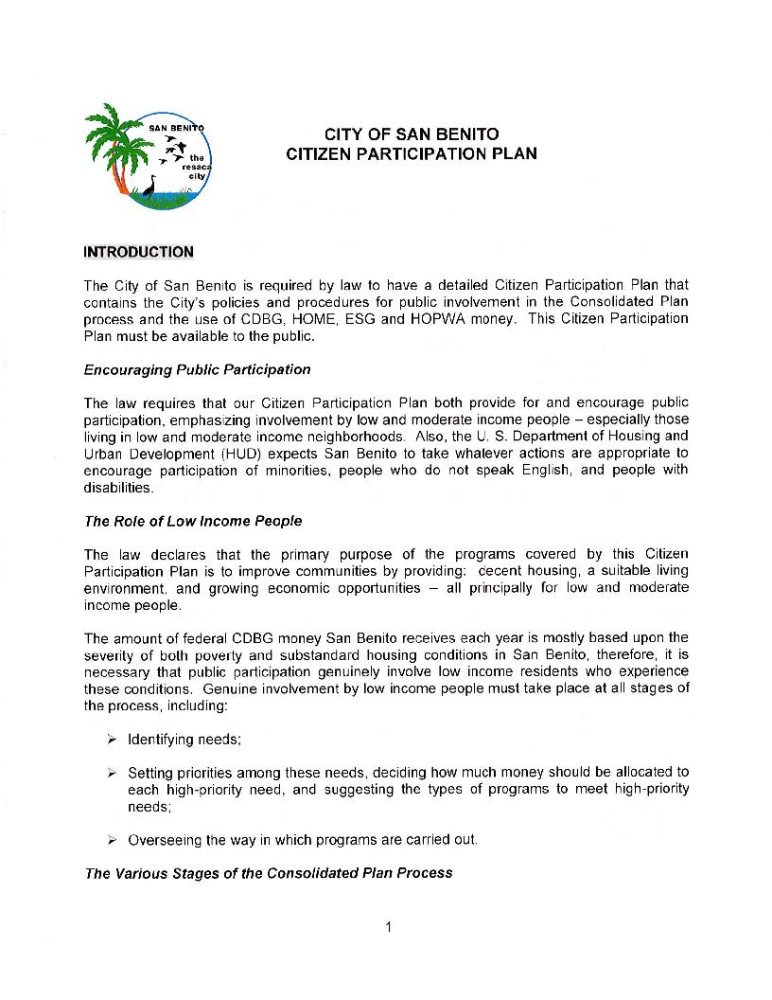 SAN BENITO
the
resaca
city
CITY OF SAN BENITO
CITIZEN PARTICIPATION PLAN
INTRODUCTION
The City of San Benito is required by law to have a detailed Citizen Participation Plan that
contains the City's policies and procedures for public involvement in the Consolidated Plan
process and the use of CDBG, HOME, ESG and HOPWA money. This Citizen Participation
Plan must be available to the public.
Encouraging Public Participation
The law requires that our Citizen Participation Plan both provide for and encourage public
participation, emphasizing involvement by low and moderate income people – especially those
living in low and moderate income neighborhoods. Also, the U. S. Department of Housing and
Urban Development (HUD) expects San Benito to take whatever actions are appropriate to
encourage participation of minorities, people who do not speak English, and people with
disabilities.
The Role of Low Income People
The law declares that the primary purpose of the programs covered by this Citizen
Participation Plan is to improve communities by providing: decent housing, a suitable living
environment, and growing economic opportunities – all principally for low and moderate
income people.
The amount of federal CDBG money San Benito receives each year is mostly based upon the
severity of both poverty and substandard housing conditions in San Benito, therefore, it is
necessary that public participation genuinely involve low income residents who experience
these conditions. Genuine involvement by low income people must take place at all stages of
the process, including:
➢ Identifying needs;
➢ Setting priorities among these needs, deciding how much money should be allocated to
each high-priority need, and suggesting the types of programs to meet high-priority
needs;
➢ Overseeing the way in which programs are carried out.
The Various Stages of the Consolidated Plan Process
1